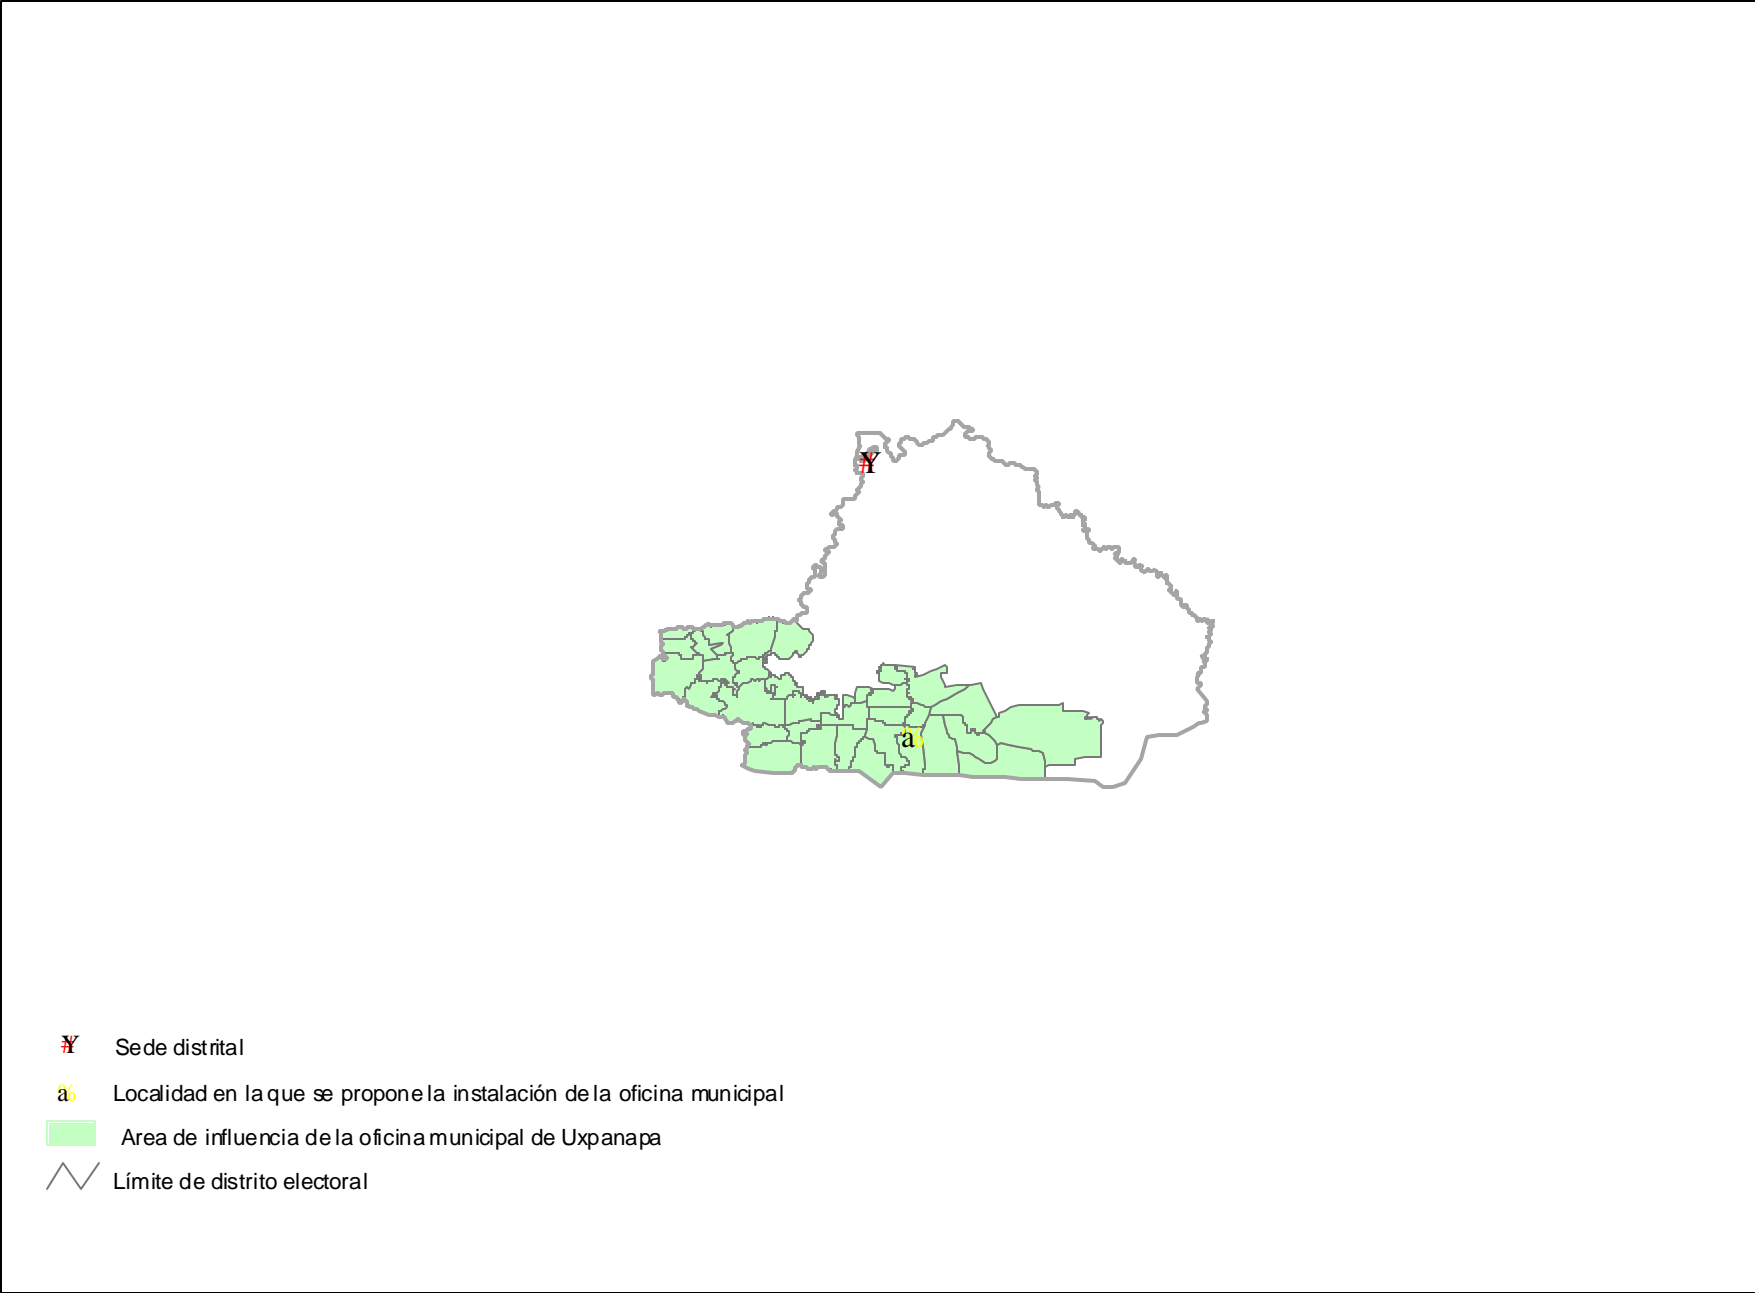 Sede distrital
a% Localidad en la que se propone la instalación de la oficina municipal
Area de influencia de la oficina municipal de Uxpanapa
Límite de distrito electoral
a%